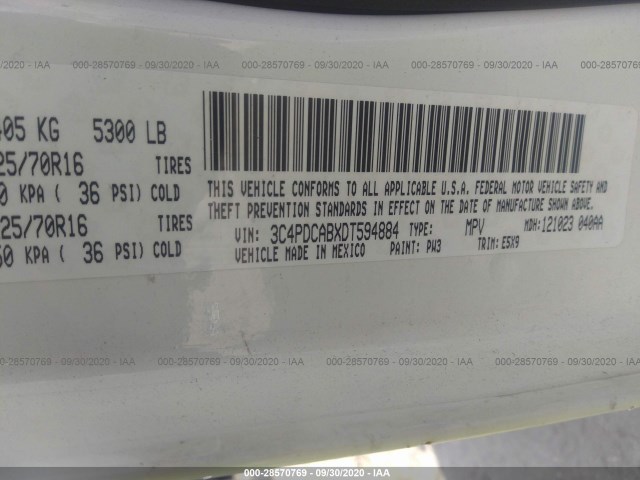 000-28570769 - 09/30/2020 - IAA
405 KG 5300 LB
25/70R16 TIRES
0 KPA ( 36 PSI) COLD
25/70R16 TIRES
50 KPA ( 36 PSI) COLD
THIS VEHICLE CONFORMS TO ALL APPLICABLE U.S.A. FEDERAL MOTOR VEHICLE SAFETY AND
THEFT PREVENTION STANDARDS IN EFFECT ON THE DATE OF MANUFACTURE SHOWN ABOVE.
VIN: 3C4PDCABXDT594884 TYPE: MPV MDH: 121023 040AA
VEHICLE MADE IN MEXICO PAINT: PW3 TRIM: E5X9
000-28570769 - 09/30/2020 - IAA
000-28570769 - 09/30/2020 - IAA